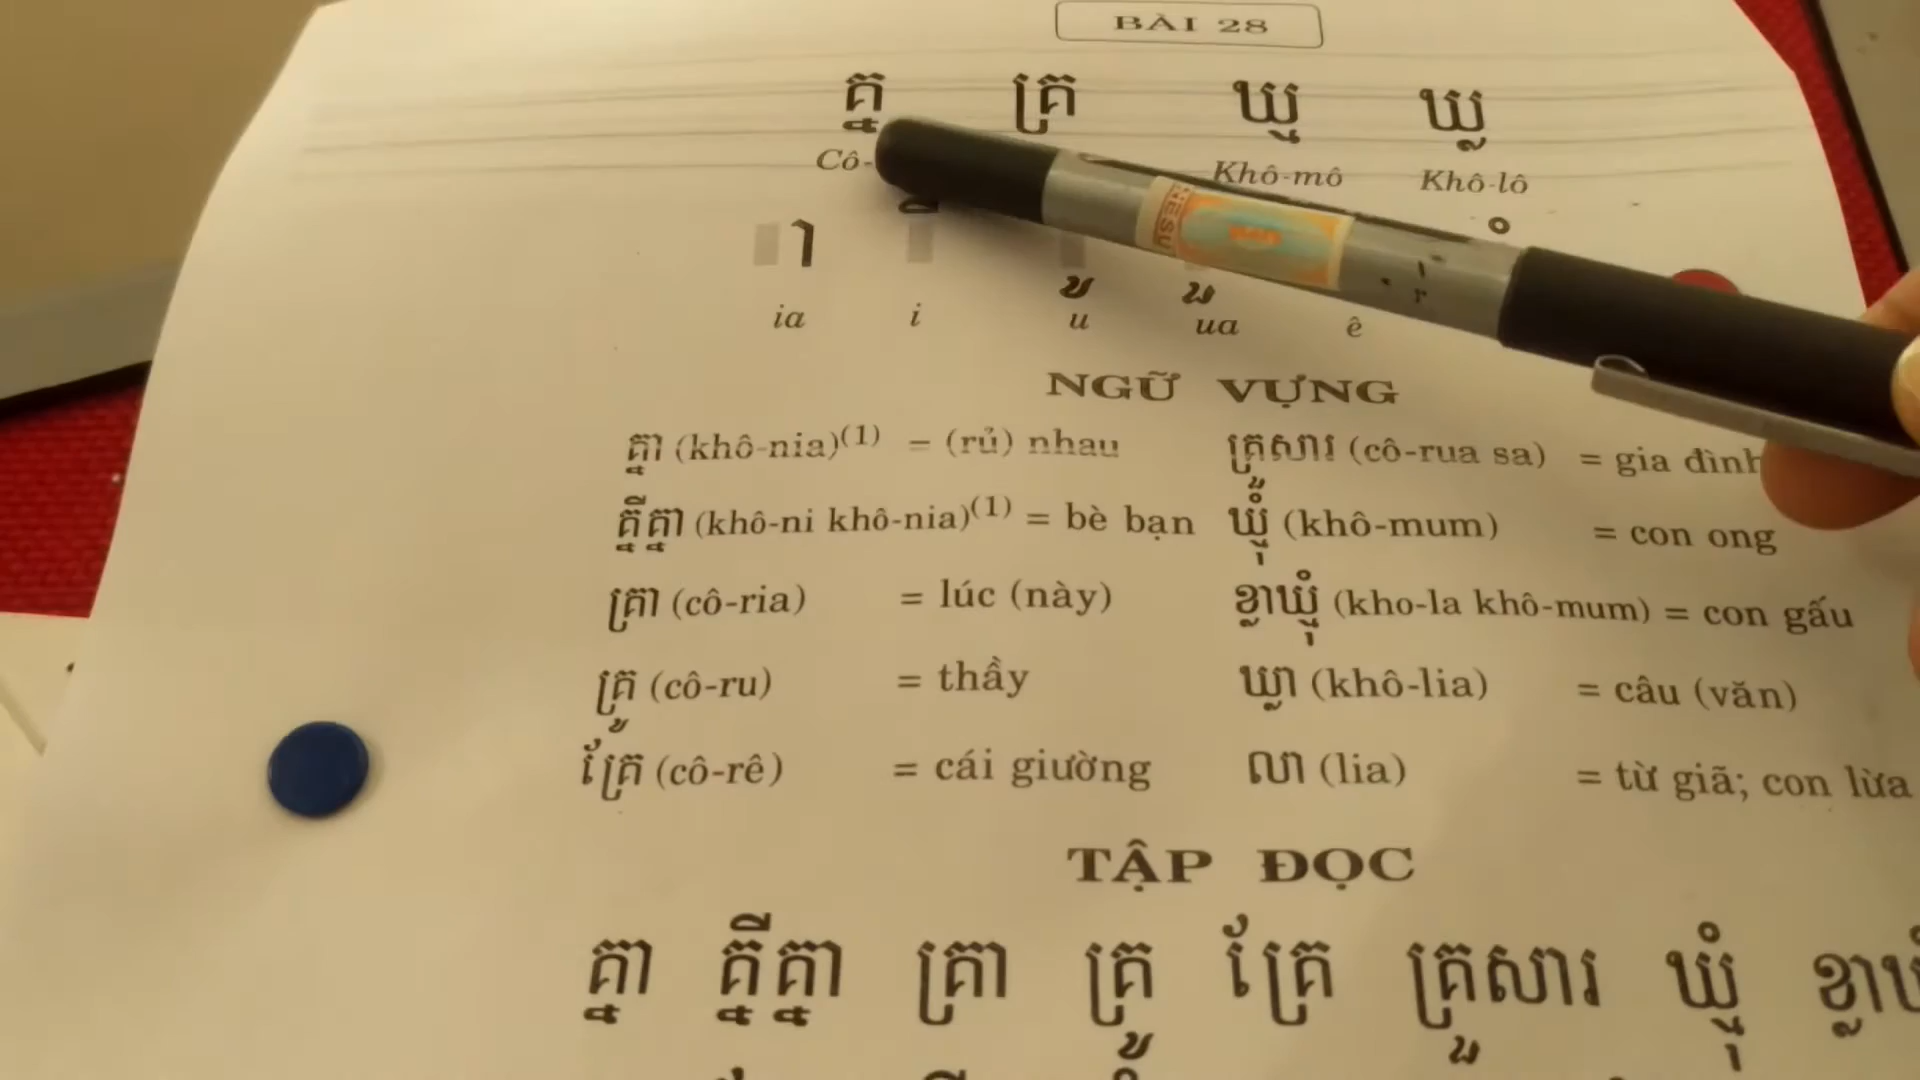 BÀI 28
គ្ន គ្រ ឃ្ម ឃ្ល
Cô- Khô-mô Khô-lô
ា ី ូ ួ
ia i u ua ê
NGỮ VỰNG
គ្នា (khô-nia)(1) = (rủ) nhau គ្រួសារ (cô-rua sa) = gia đình
គ្នីគ្នា (khô-ni khô-nia)(1) = bè bạn ឃ្មុំ (khô-mum) = con ong
គ្រា (cô-ria) = lúc (này) ខ្លាឃ្មុំ (kho-la khô-mum) = con gấu
គ្រូ (cô-ru) = thầy ឃ្លា (khô-lia) = câu (văn)
គ្រែ (cô-rê) = cái giường លា (lia) = từ giã; con lừa
TẬP ĐỌC
គ្នា គ្នីគ្នា គ្រា គ្រូ គ្រែ គ្រួសារ ឃ្មុំ